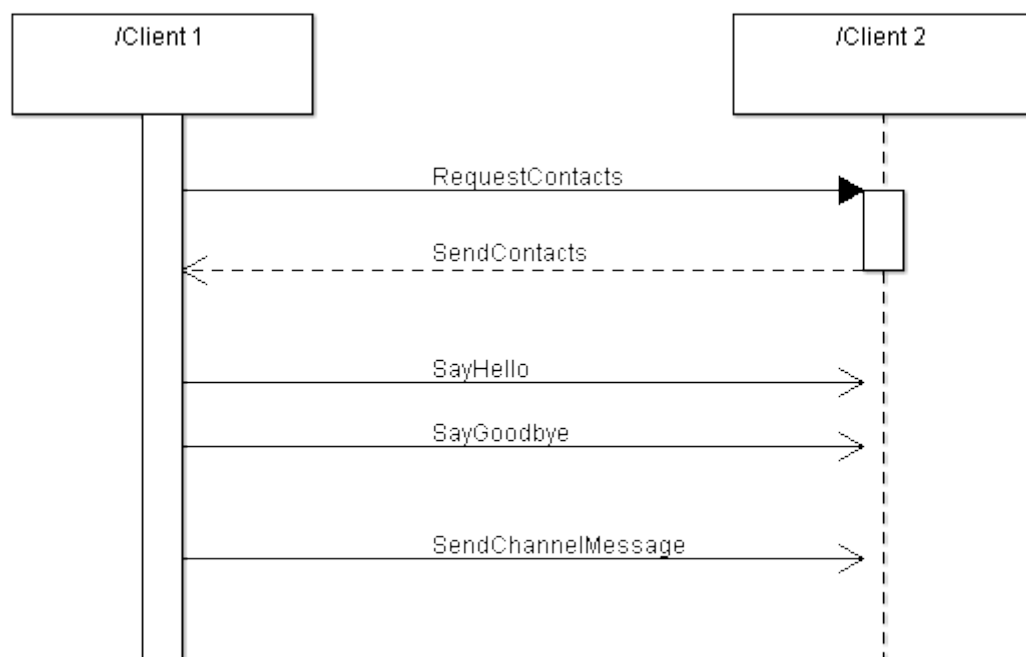 /Client 1
/Client 2
RequestContacts
SendContacts
SayHello
SayGoodbye
SendChannelMessage